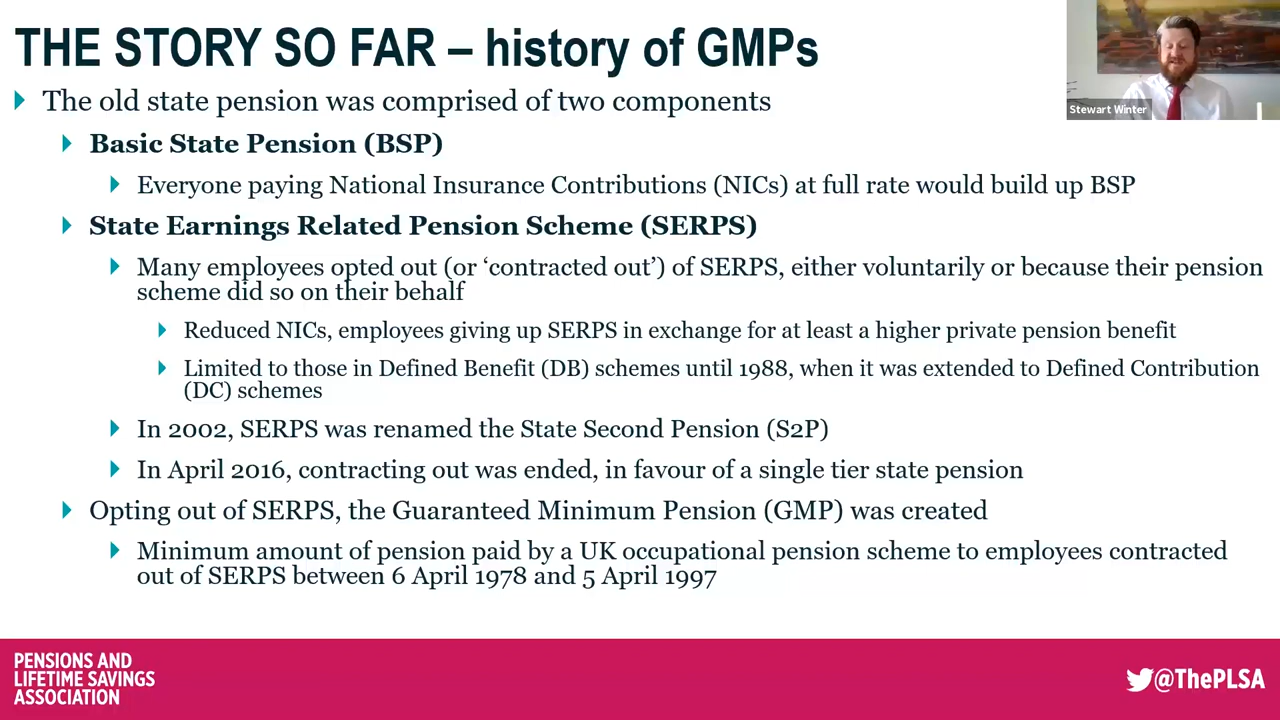 THE STORY SO FAR – history of GMPs
Stewart Winter
The old state pension was comprised of two components
Basic State Pension (BSP)
Everyone paying National Insurance Contributions (NICs) at full rate would build up BSP
State Earnings Related Pension Scheme (SERPS)
Many employees opted out (or ‘contracted out’) of SERPS, either voluntarily or because their pension
scheme did so on their behalf
Reduced NICs, employees giving up SERPS in exchange for at least a higher private pension benefit
Limited to those in Defined Benefit (DB) schemes until 1988, when it was extended to Defined Contribution
(DC) schemes
In 2002, SERPS was renamed the State Second Pension (S2P)
In April 2016, contracting out was ended, in favour of a single tier state pension
Opting out of SERPS, the Guaranteed Minimum Pension (GMP) was created
Minimum amount of pension paid by a UK occupational pension scheme to employees contracted
out of SERPS between 6 April 1978 and 5 April 1997
PENSIONS AND
LIFETIME SAVINGS
ASSOCIATION
@ThePLSA